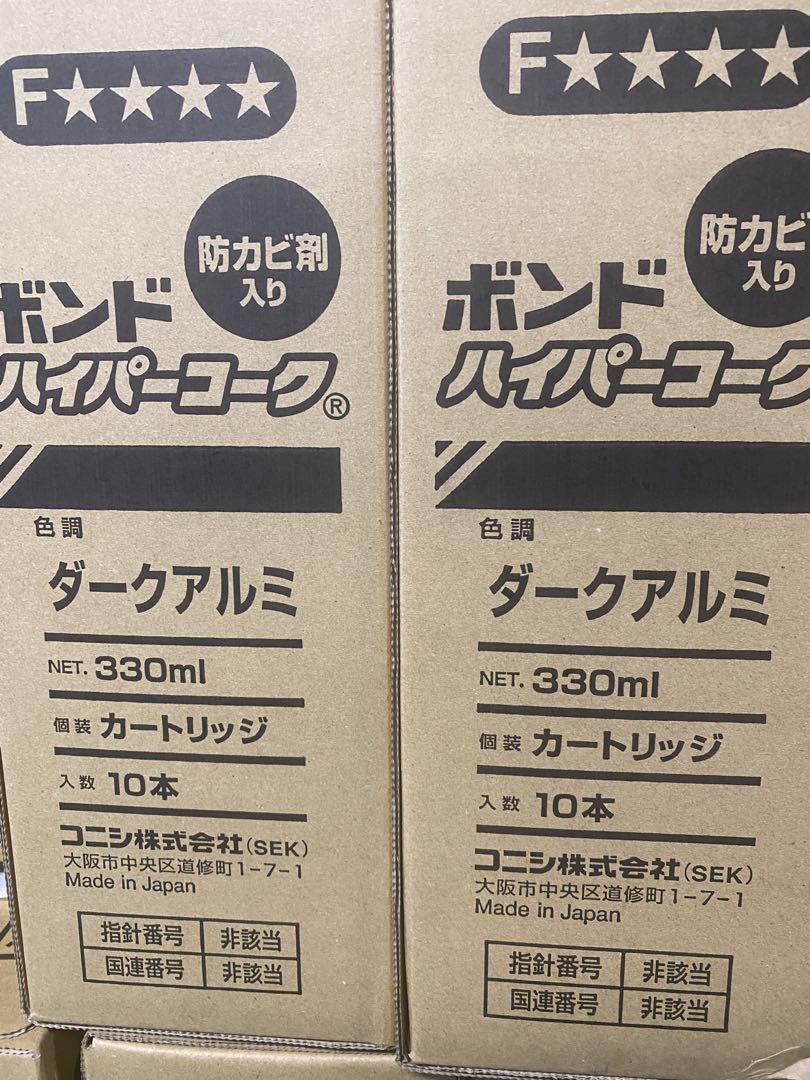 F★★★★
防カビ剤
入り
ボンド
ハイパーコーク®
色調
ダークアルミ
NET. 330ml
個装 カートリッジ
入数 10本
コニシ株式会社(SEK)
大阪市中央区道修町1-7-1
Made in Japan
指針番号 非該当
国連番号 非該当
F★★★★
防カビ
入り
ボンド
ハイパーコーク
色調
ダークアルミ
NET. 330ml
個装 カートリッジ
入数 10本
コニシ株式会社(SEK)
大阪市中央区道修町1-7-1
Made in Japan
指針番号 非該当
国連番号 非該当